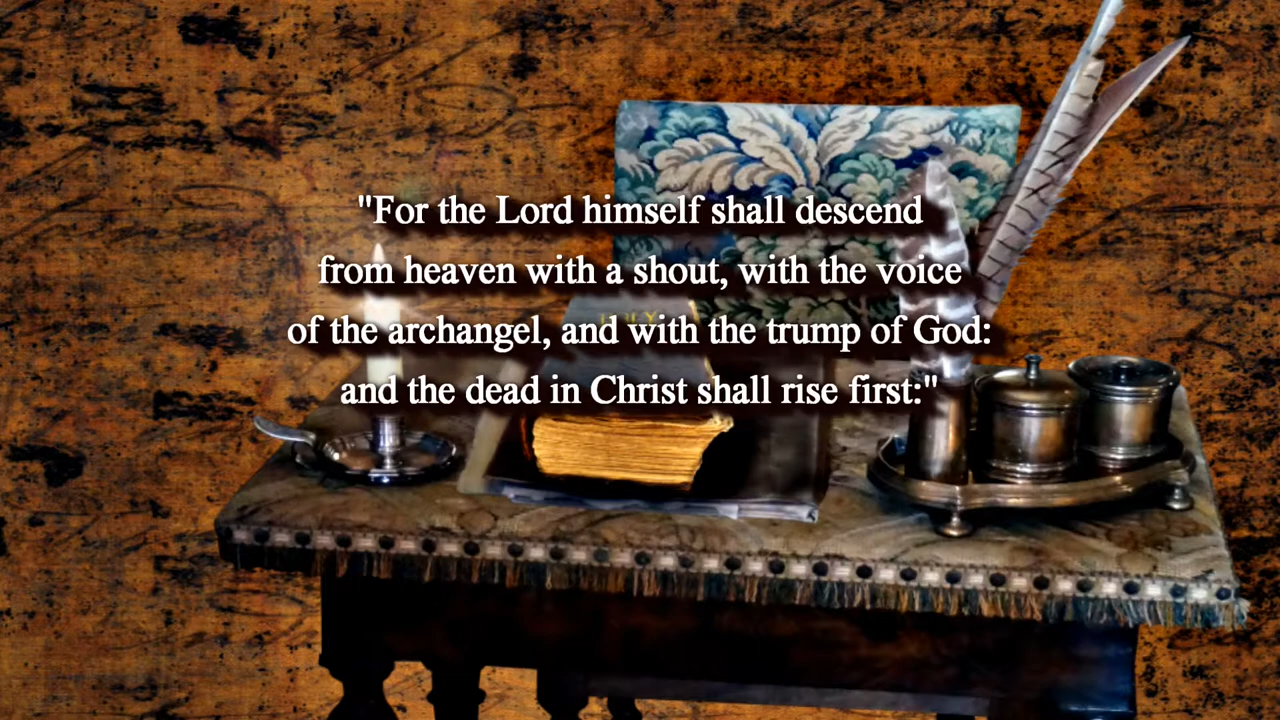 "For the Lord himself shall descend
from heaven with a shout, with the voice
of the archangel, and with the trump of God:
and the dead in Christ shall rise first:"